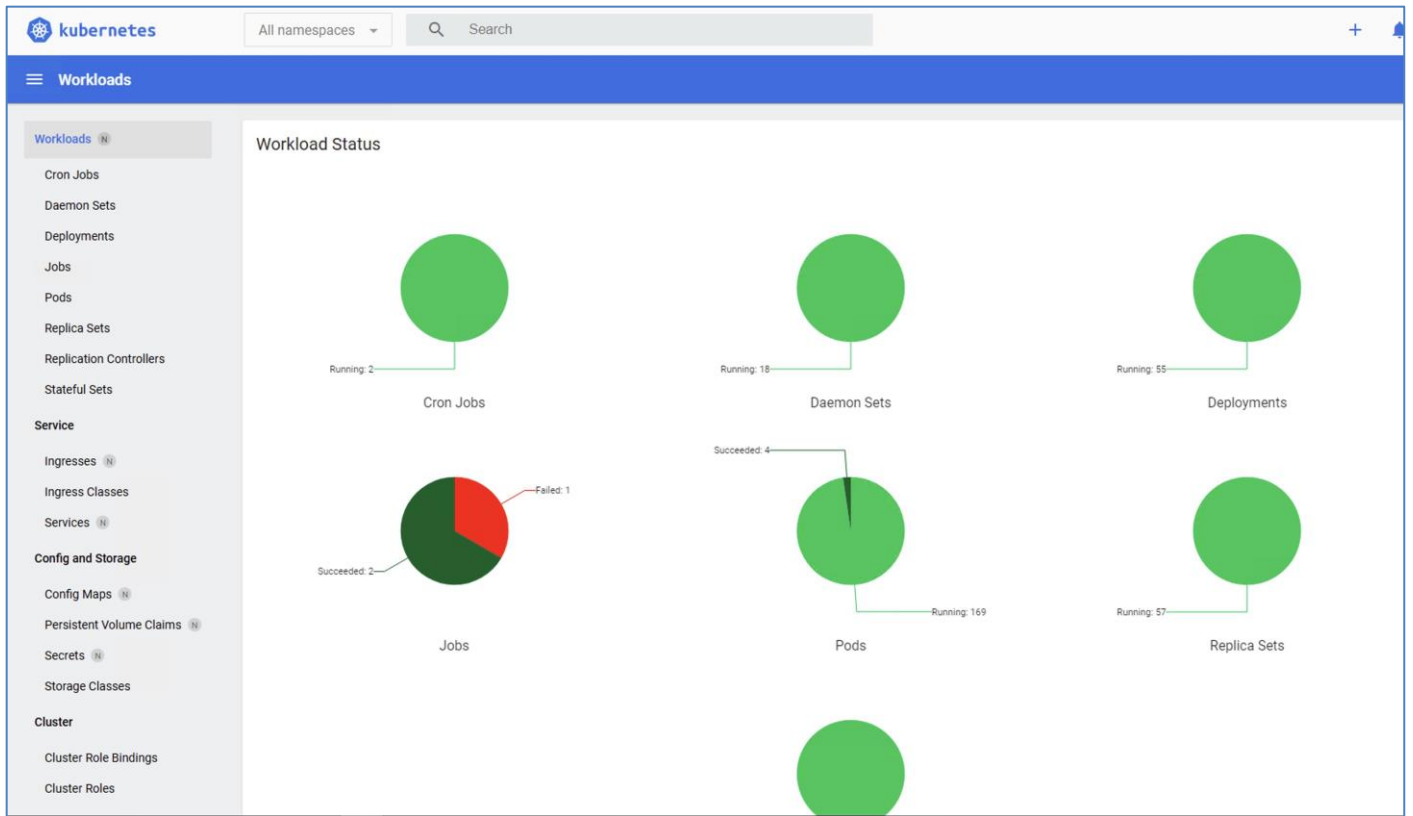 kubernetes
All namespaces
Search
+
Workloads
Workloads N
Cron Jobs
Daemon Sets
Deployments
Jobs
Pods
Replica Sets
Replication Controllers
Stateful Sets
Service
Ingresses N
Ingress Classes
Services N
Config and Storage
Config Maps N
Persistent Volume Claims N
Secrets N
Storage Classes
Cluster
Cluster Role Bindings
Cluster Roles
Workload Status
Running: 2
Cron Jobs
Running: 18
Daemon Sets
Running: 55
Deployments
Failed: 1
Succeeded: 2
Jobs
Succeeded: 4
Running: 169
Pods
Running: 57
Replica Sets